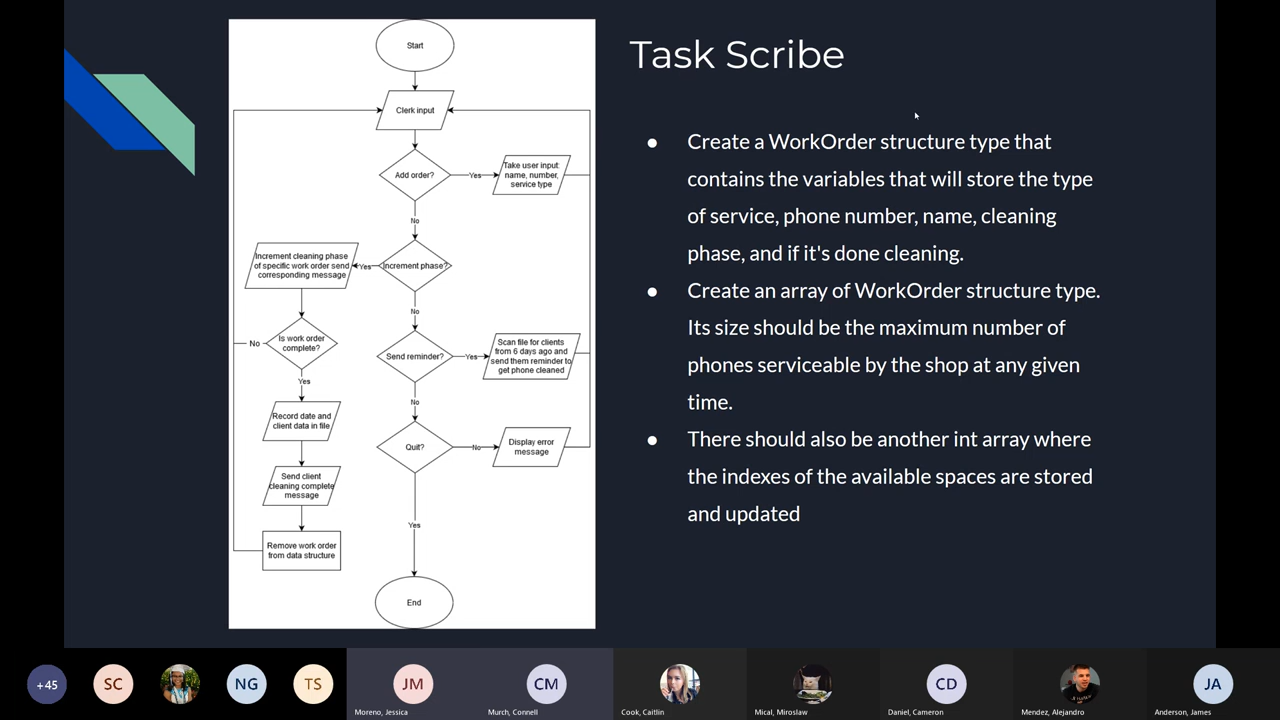 Start
Clerk input
Add order?
Yes
Take user input:
name, number,
service type
No
Increment cleaning phase
of specific work order send
corresponding message
Yes
Increment phase?
No
Is work order
complete?
No
Yes
Send reminder?
Yes
Scan file for clients
from 6 days ago and
send them reminder to
get phone cleaned
No
Record date and
client data in file
Quit?
No
Display error
message
Send client
cleaning complete
message
Yes
Remove work order
from data structure
End
Task Scribe
● Create a WorkOrder structure type that
contains the variables that will store the type
of service, phone number, name, cleaning
phase, and if it's done cleaning.
● Create an array of WorkOrder structure type.
Its size should be the maximum number of
phones serviceable by the shop at any given
time.
● There should also be another int array where
the indexes of the available spaces are stored
and updated
+45
SC
NG
TS
JM
Moreno, Jessica
CM
Murch, Connell
Cook, Caitlin
Mical, Miroslaw
CD
Daniel, Cameron
Mendez, Alejandro
JA
Anderson, James